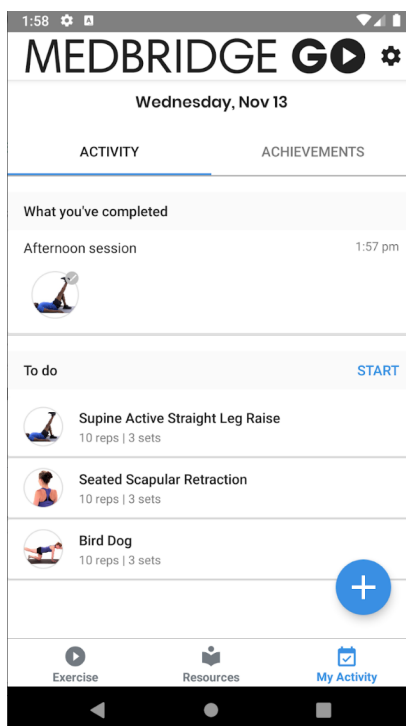 1:58
MEDBRIDGE GO
Wednesday, Nov 13
ACTIVITY ACHIEVEMENTS
What you've completed
Afternoon session 1:57 pm
To do START
Supine Active Straight Leg Raise
10 reps | 3 sets
Seated Scapular Retraction
10 reps | 3 sets
Bird Dog
10 reps | 3 sets
Exercise Resources My Activity